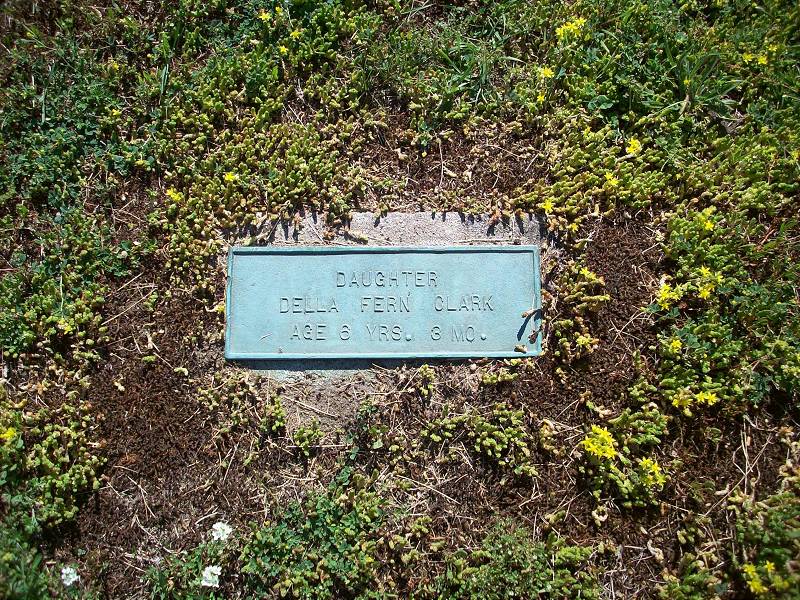 DAUGHTER
DELLA FERN CLARK
AGE 6 YRS. 3 MO.